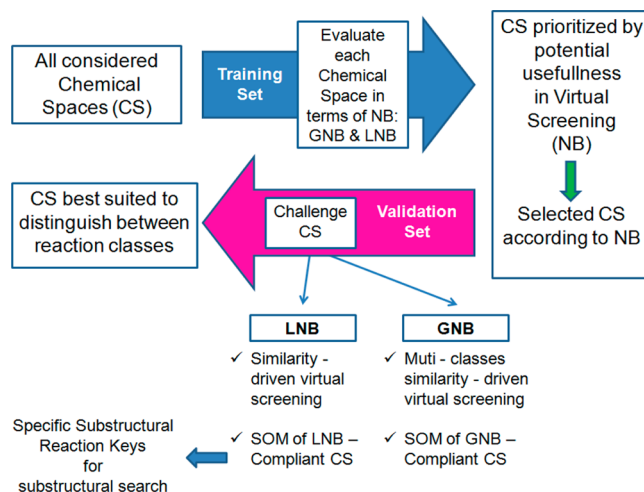 All considered
Chemical
Spaces (CS)
Training
Set
Evaluate
each
Chemical
Space in
terms of NB:
GNB & LNB
CS prioritized by
potential
usefullness
in Virtual
Screening
(NB)
Selected CS
according to NB
CS best suited to
distinguish between
reaction classes
Challenge
CS
Validation
Set
LNB
✓ Similarity -
driven virtual
screening
✓ SOM of LNB –
Compliant CS
GNB
✓ Muti - classes
similarity - driven
virtual screening
✓ SOM of GNB –
Compliant CS
Specific Substructural
Reaction Keys
for
substructural search